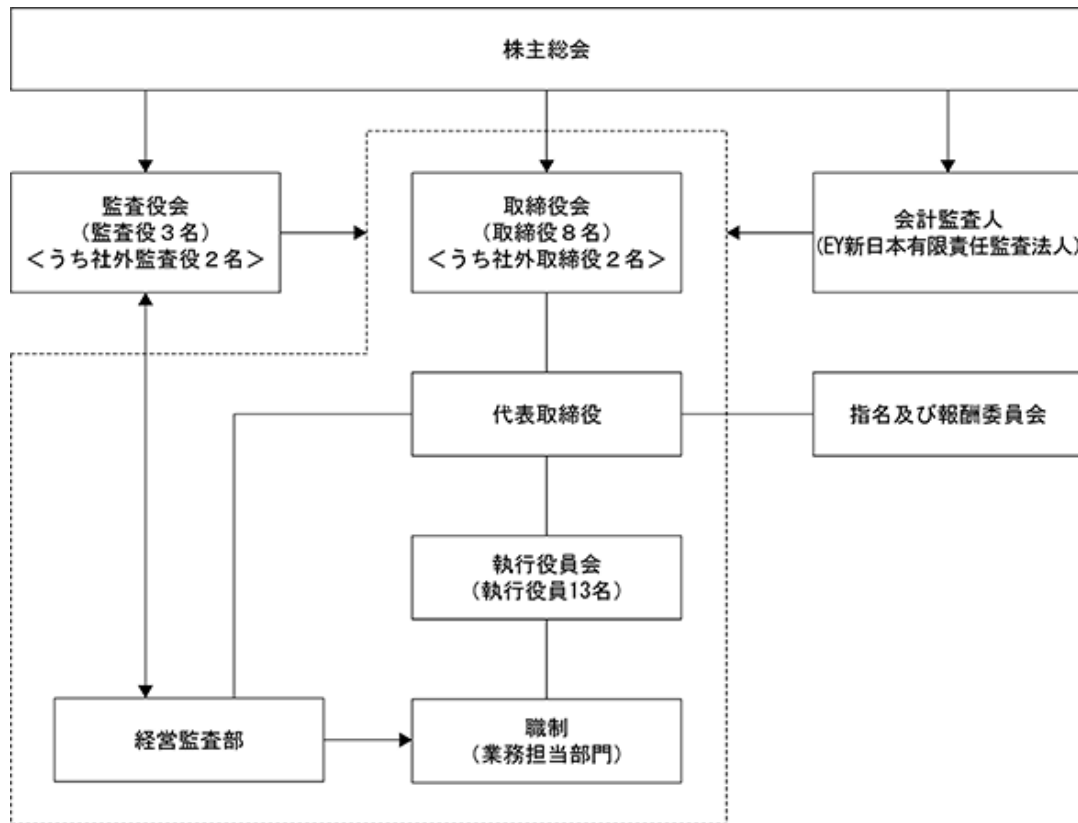 株主総会
監査役会
(監査役３名)
＜うち社外監査役２名＞
取締役会
(取締役８名)
＜うち社外取締役２名＞
会計監査人
(EY新日本有限責任監査法人)
代表取締役
指名及び報酬委員会
執行役員会
(執行役員13名)
経営監査部
職制
(業務担当部門)